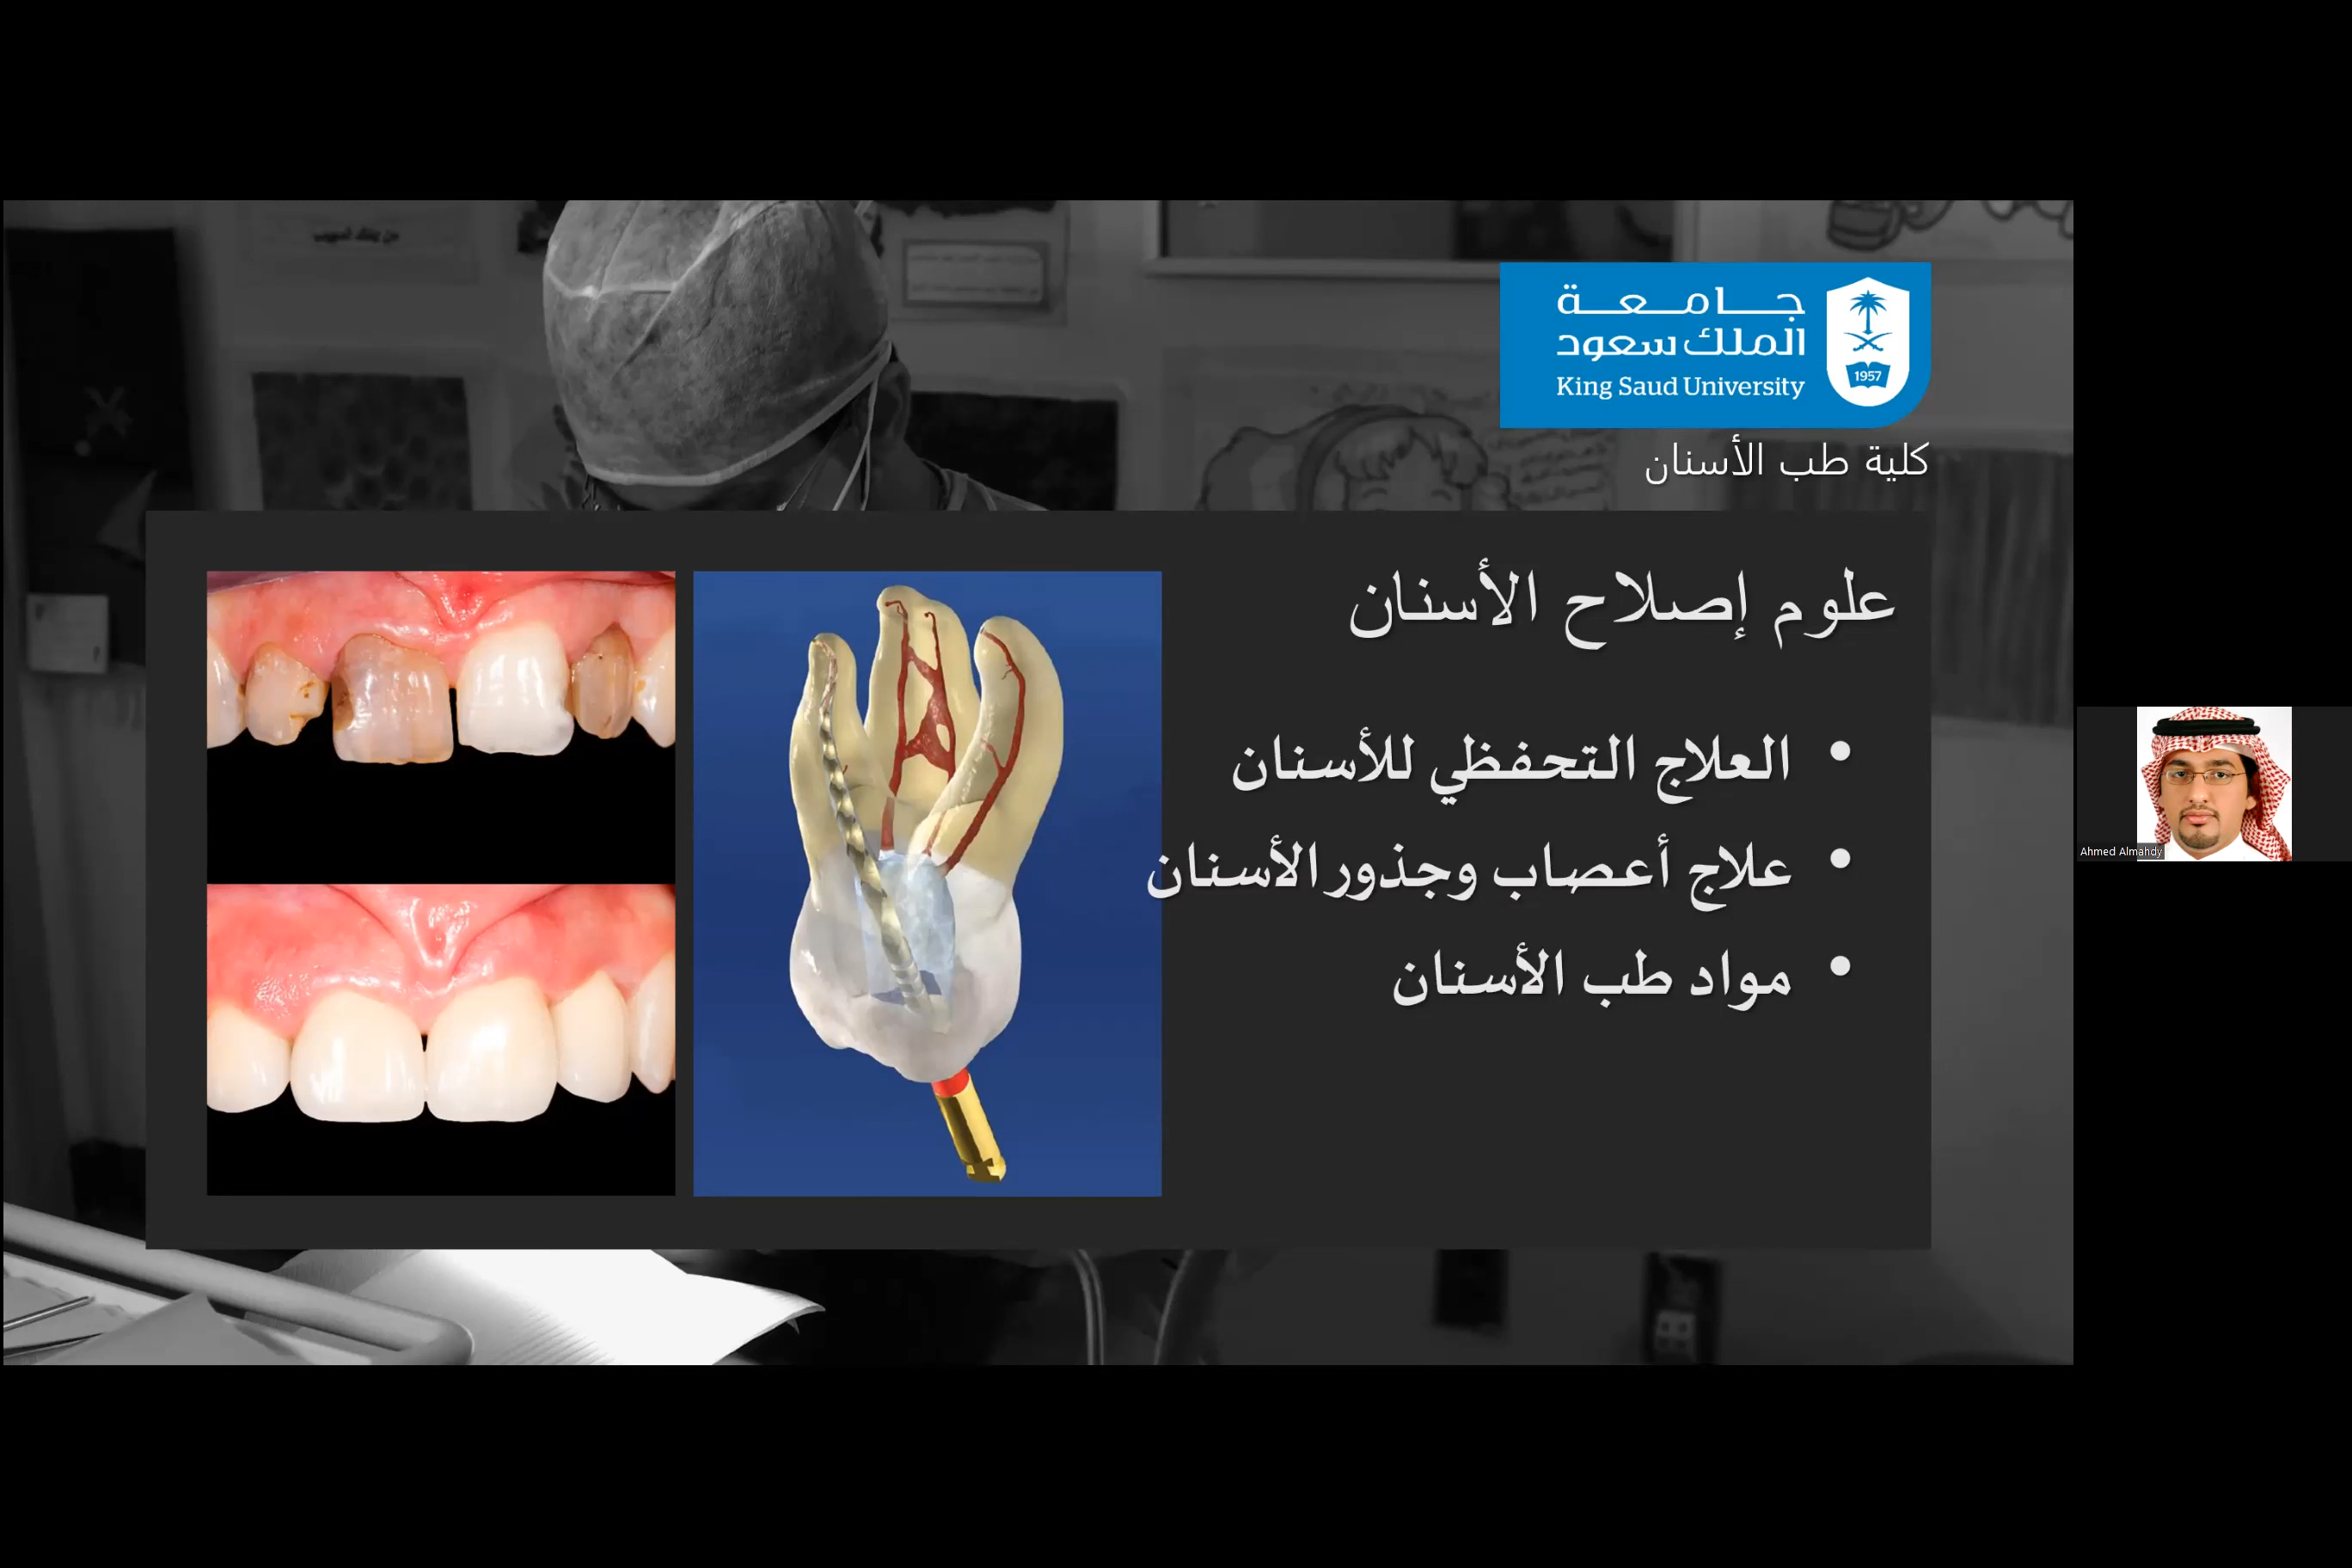 جامعة
الملك سعود
King Saud University
1957
كلية طب الأسنان
علوم إصلاح الأسنان
• العلاج التحفظي للأسنان
• علاج أعصاب وجذور الأسنان
• مواد طب الأسنان
Ahmed Almahdy